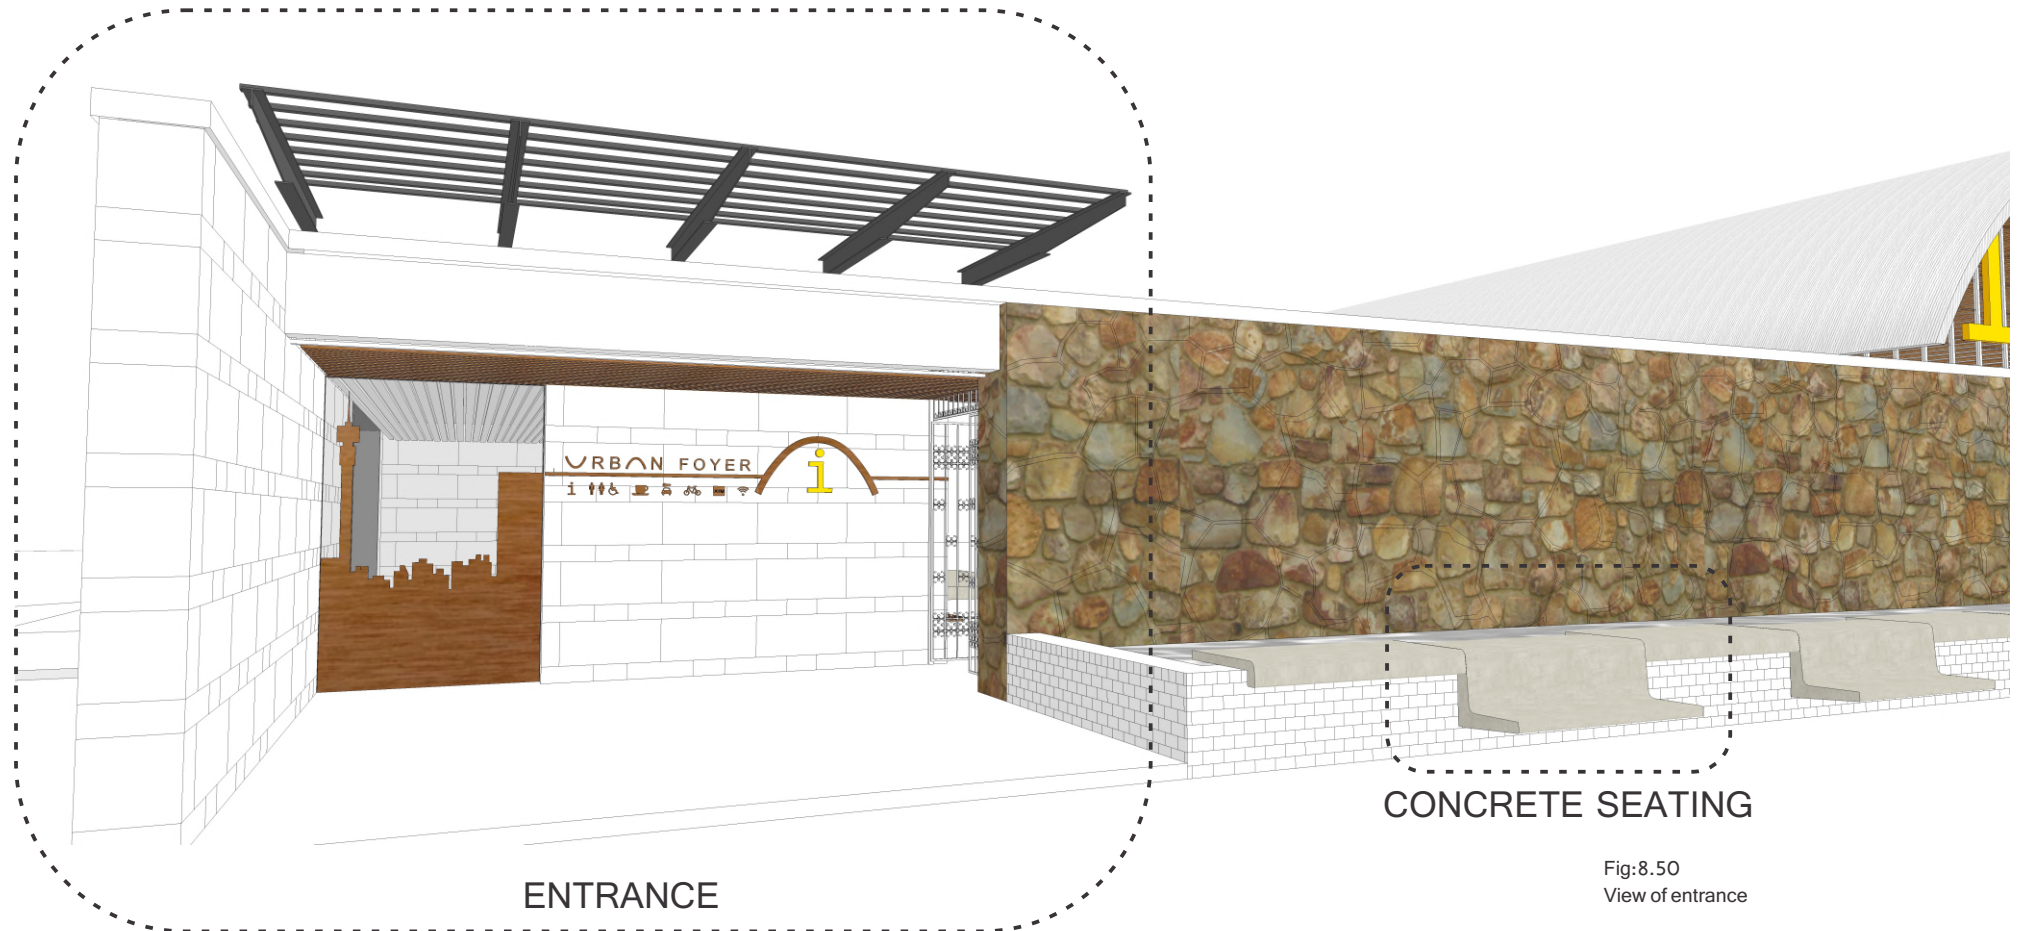 URBAN FOYER
i
i
i
CONCRETE SEATING
Fig:8.50
View of entrance
ENTRANCE